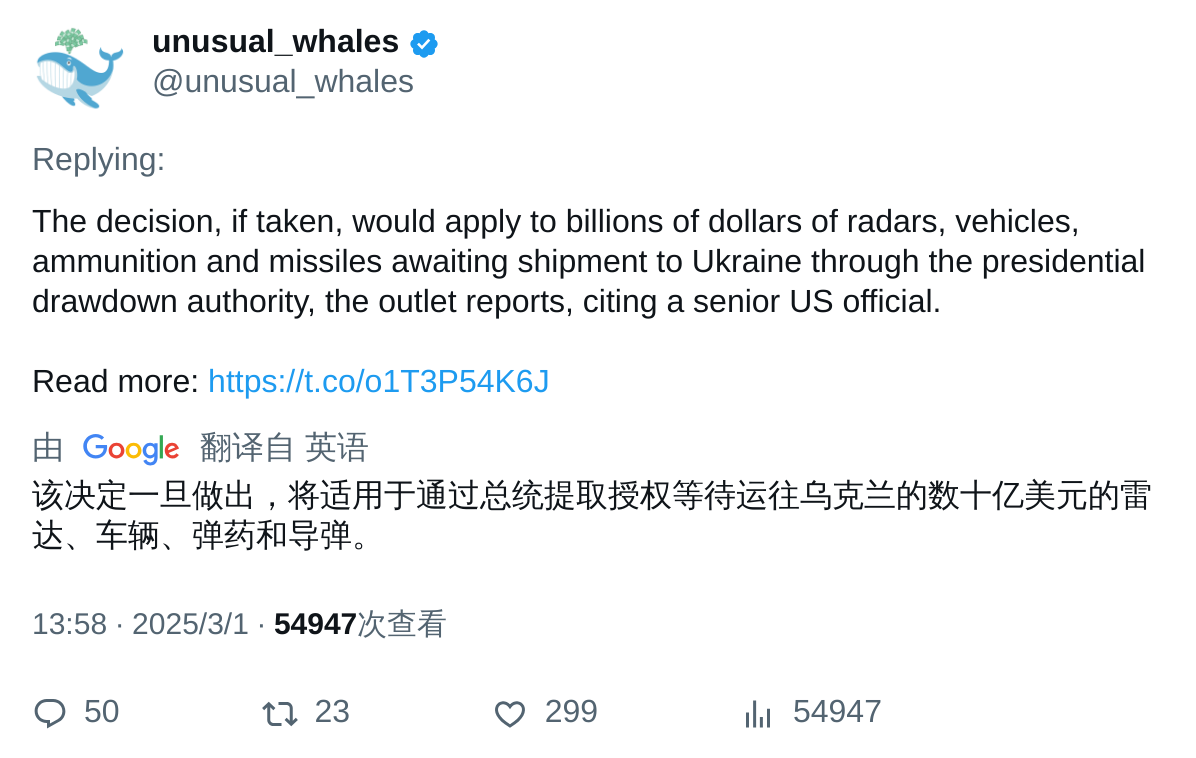 unusual_whales
@unusual_whales
Replying:
The decision, if taken, would apply to billions of dollars of radars, vehicles,
ammunition and missiles awaiting shipment to Ukraine through the presidential
drawdown authority, the outlet reports, citing a senior US official.
Read more: https://t.co/o1T3P54K6J
由 Google 翻译自 英语
该决定一旦做出，将适用于通过总统提取授权等待运往乌克兰的数十亿美元的雷
达、车辆、弹药和导弹。
13:58 · 2025/3/1 · 54947次查看
50 23 299 54947